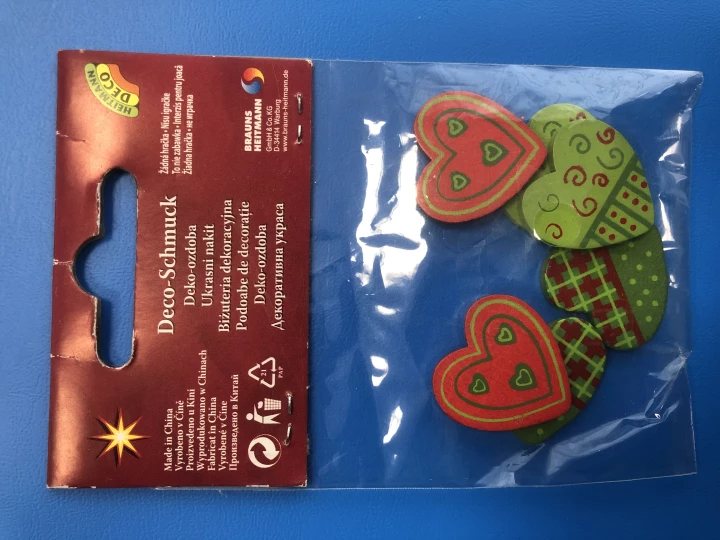 HEITMANN
DECO
Žádná hračka • Nisu igračke
To nie zabawka • Interzis pentru joacă
Žiadna hračka • не играчка
BRAUNS
HEITMANN
GmbH & Co. KG
D-34414 Warburg
www.brauns-heitmann.de
Deco-Schmuck
Deko-ozdoba
Ukrasni nakit
Biżuteria dekoracyjna
Podoabe de decorație
Deko-ozdoba
Декоративна украса
Made in China
Vyrobeno v Číně
Proizvedeno u Kini
Wyprodukowano w Chinach
Fabricat in China
Vyrobené v Číne
Произведено в Китай
21
PAP